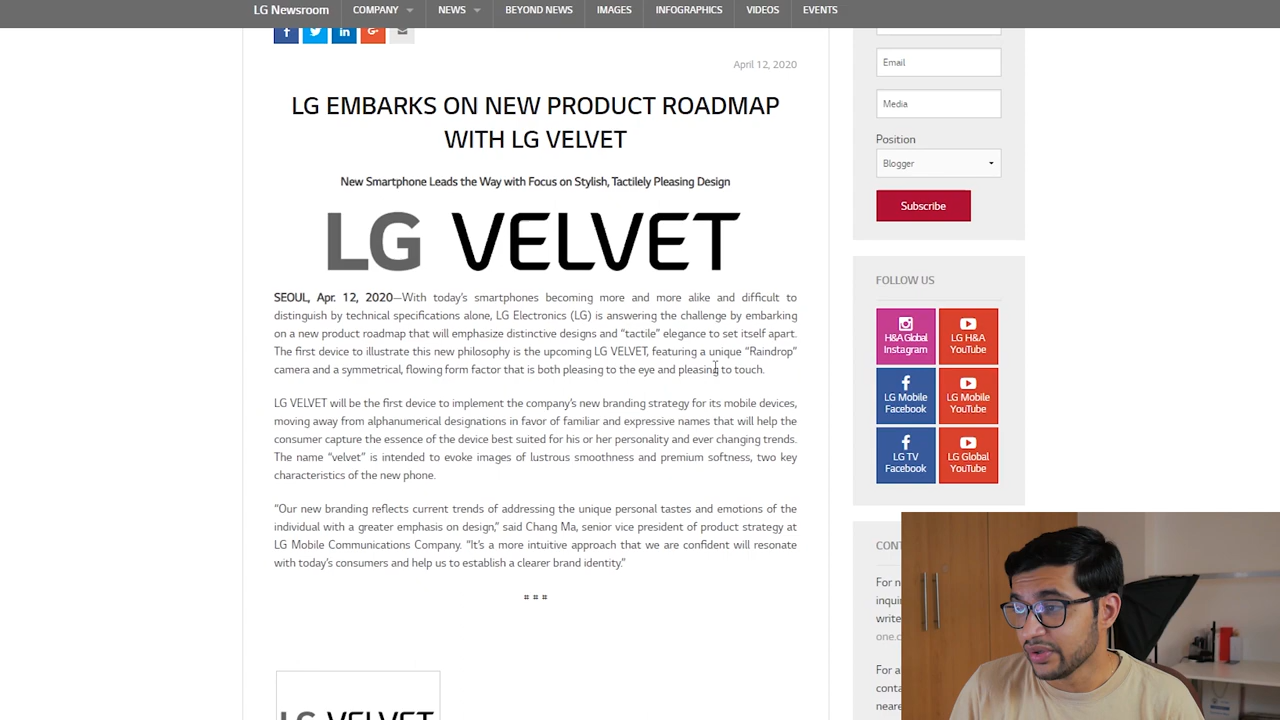 LG Newsroom COMPANY NEWS BEYOND NEWS IMAGES INFOGRAPHICS VIDEOS EVENTS
April 12, 2020
LG EMBARKS ON NEW PRODUCT ROADMAP
WITH LG VELVET
New Smartphone Leads the Way with Focus on Stylish, Tactilely Pleasing Design
LG VELVET
SEOUL, Apr. 12, 2020—With today's smartphones becoming more and more alike and difficult to
distinguish by technical specifications alone, LG Electronics (LG) is answering the challenge by embarking
on a new product roadmap that will emphasize distinctive designs and “tactile” elegance to set itself apart.
The first device to illustrate this new philosophy is the upcoming LG VELVET, featuring a unique “Raindrop”
camera and a symmetrical, flowing form factor that is both pleasing to the eye and pleasing to touch.
LG VELVET will be the first device to implement the company's new branding strategy for its mobile devices,
moving away from alphanumerical designations in favor of familiar and expressive names that will help the
consumer capture the essence of the device best suited for his or her personality and ever changing trends.
The name “velvet” is intended to evoke images of lustrous smoothness and premium softness, two key
characteristics of the new phone.
“Our new branding reflects current trends of addressing the unique personal tastes and emotions of the
individual with a greater emphasis on design,” said Chang Ma, senior vice president of product strategy at
LG Mobile Communications Company. “It's a more intuitive approach that we are confident will resonate
with today's consumers and help us to establish a clearer brand identity.”
# # #
LG VELVET
Email
Media
Position
Blogger
Subscribe
FOLLOW US
H&A Global
Instagram
LG H&A
YouTube
LG Mobile
Facebook
LG Mobile
YouTube
LG TV
Facebook
LG Global
YouTube
CONT
For n
inqui
write
one.c
For a
conta
neare